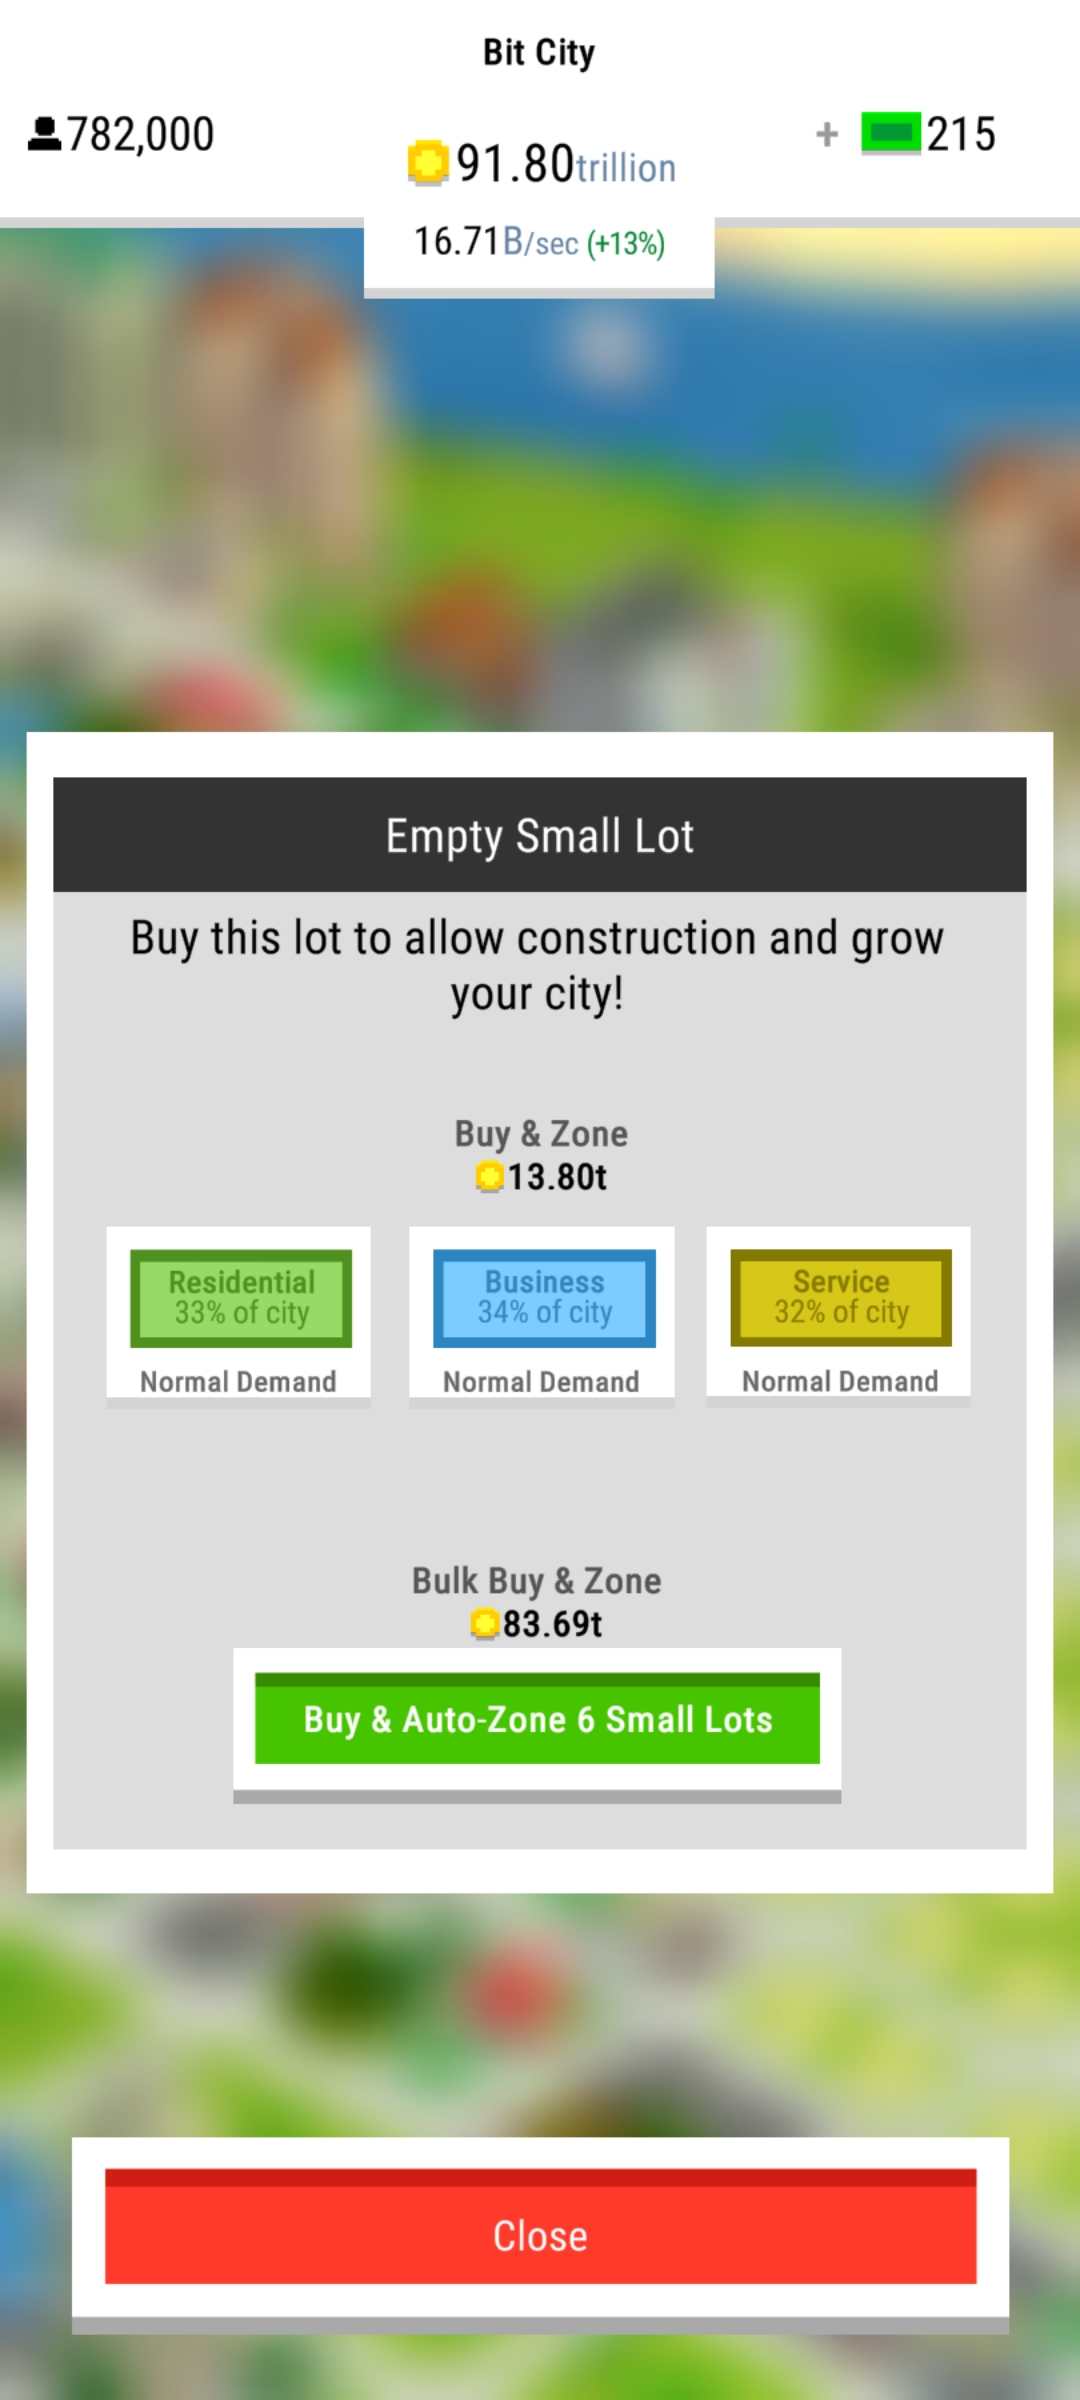 Bit City
782,000
91.80trillion
+ 215
16.71B/sec (+13%)
Empty Small Lot
Buy this lot to allow construction and grow
your city!
Buy & Zone
13.80t
Residential
33% of city
Normal Demand
Business
34% of city
Normal Demand
Service
32% of city
Normal Demand
Bulk Buy & Zone
83.69t
Buy & Auto-Zone 6 Small Lots
Close